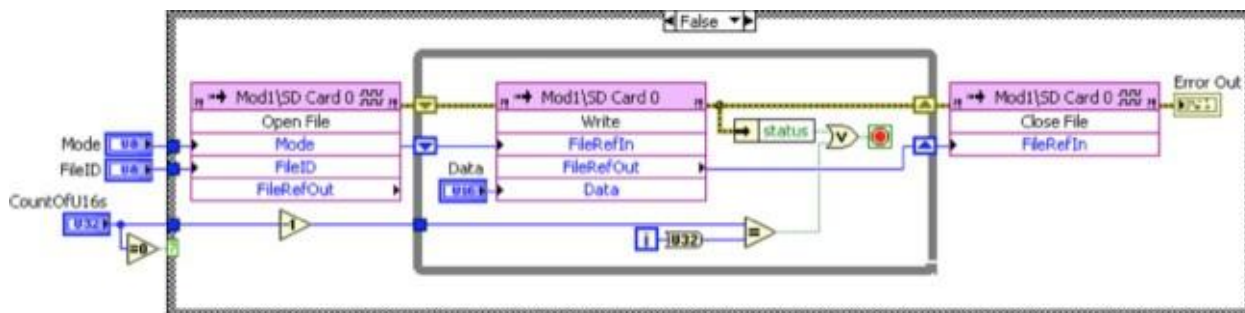 False
Mod1\SD Card 0
Open File
Mode
FileID
FileRefOut
Mod1\SD Card 0
Write
FileRefIn
FileRefOut
Data
Mod1\SD Card 0
Close File
FileRefIn
Error Out
status
V
Mode
U8
FileID
U8
Data
U16
CountOfU16s
U32
=0
-1
i
U32
=
?